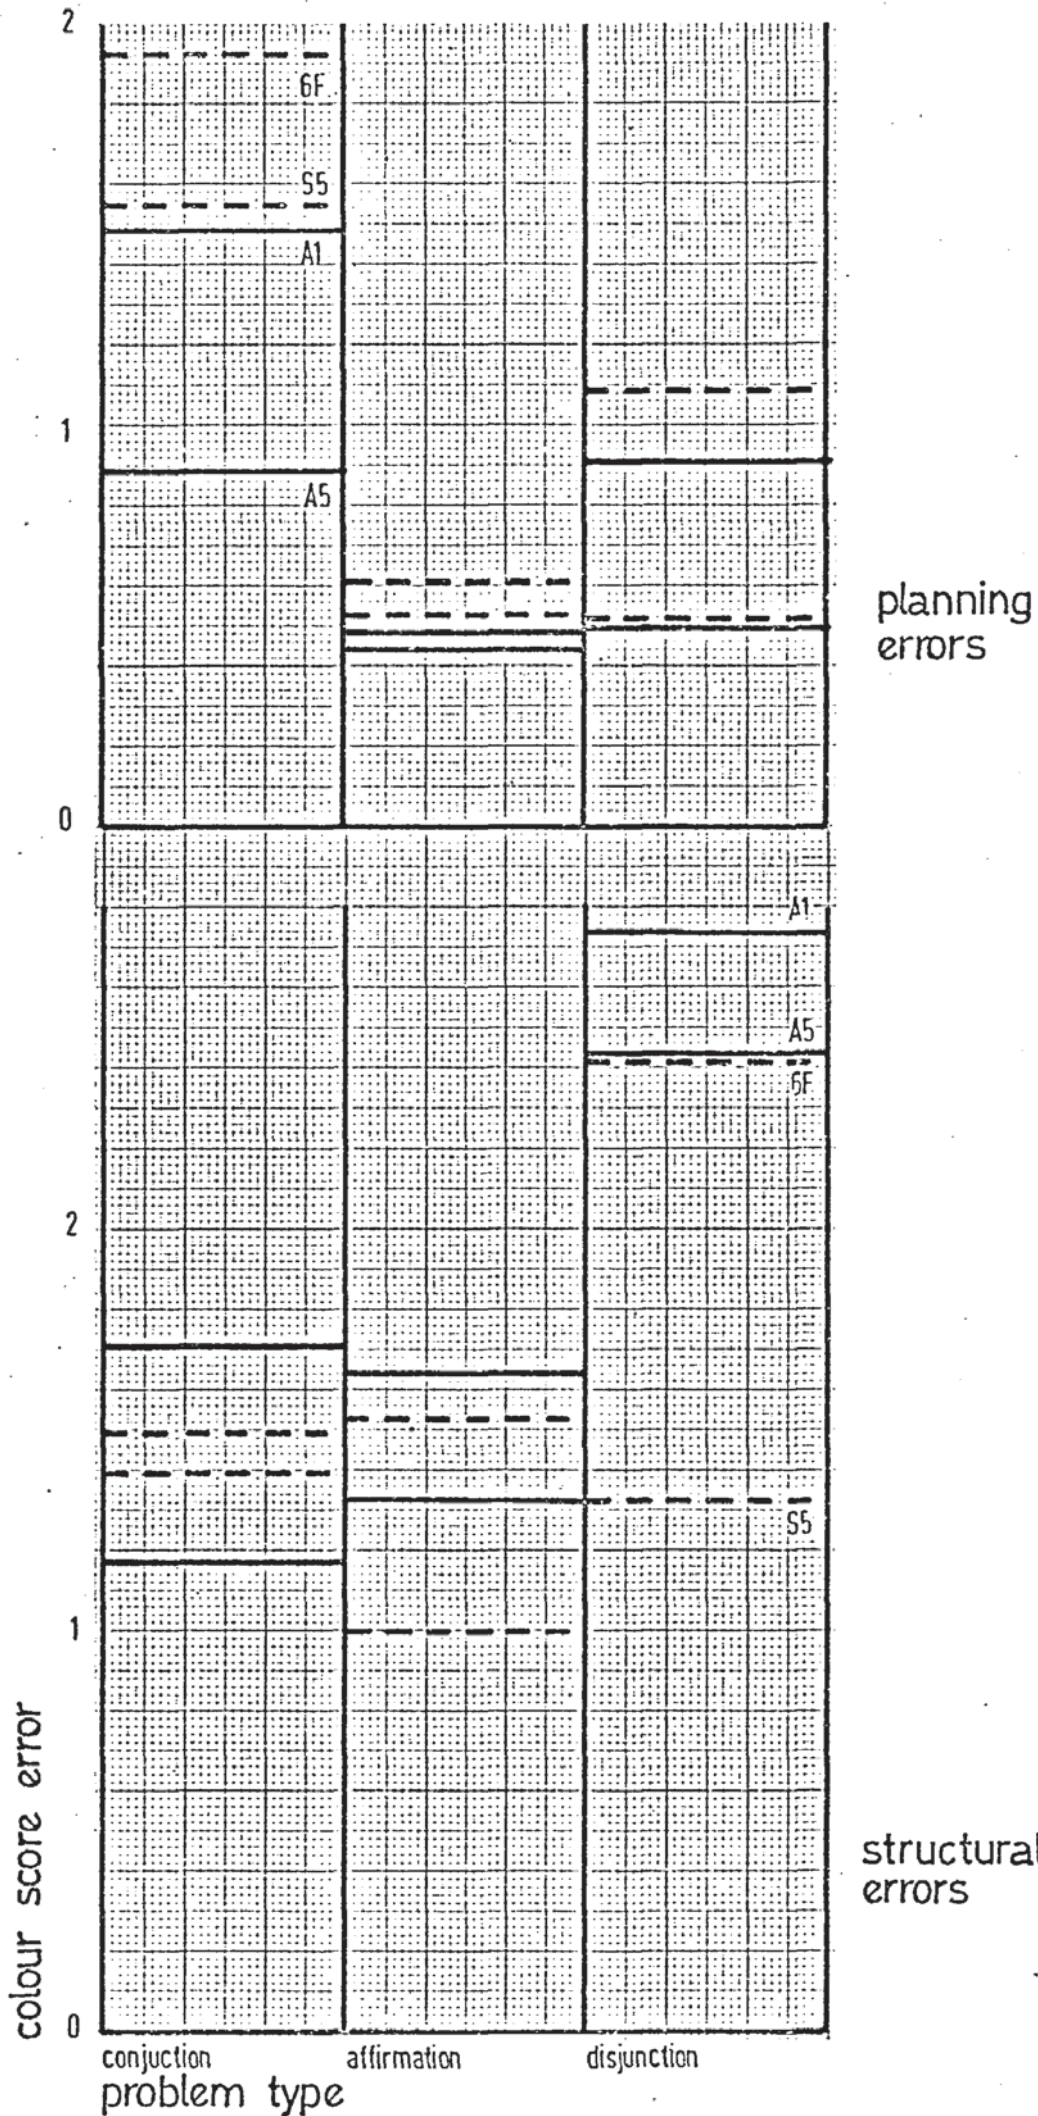 2
6F
S5
A1
1
A5
planning
errors
0
A1
A5
6F
2
S5
1
structural
errors
colour score error
0
conjuction
affirmation
disjunction
problem type